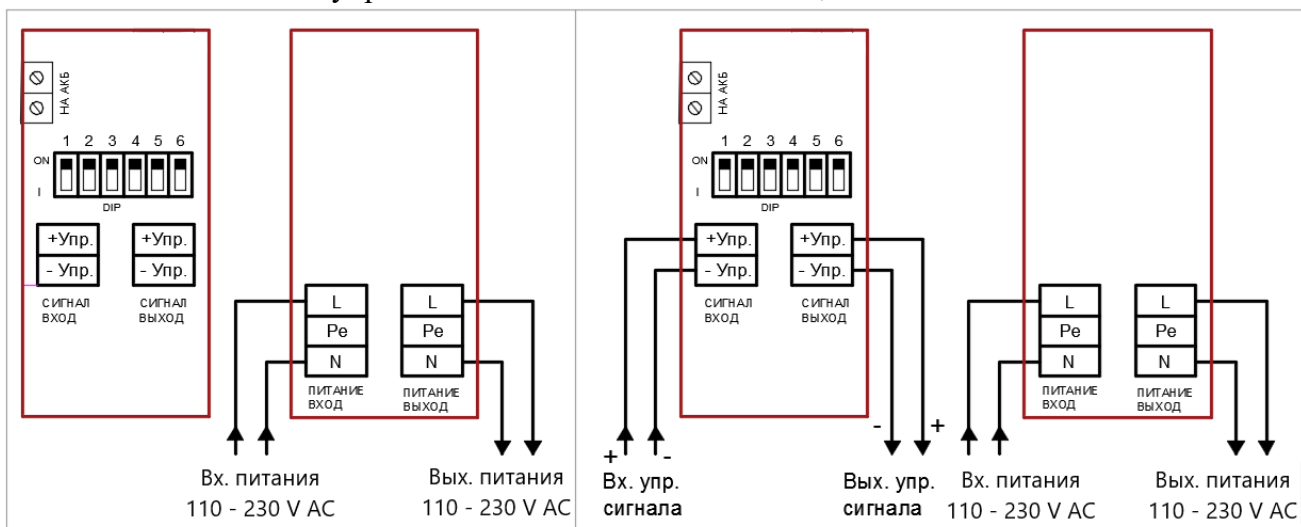 НА АКБ
1 2 3 4 5 6
ON
I
DIP
+Упр. +Упр.
- Упр. - Упр.
СИГНАЛ ВХОД
СИГНАЛ ВЫХОД
L L
Pe Pe
N N
ПИТАНИЕ ВХОД
ПИТАНИЕ ВЫХОД
Вх. питания
110 - 230 V AC
Вых. питания
110 - 230 V AC
НА АКБ
1 2 3 4 5 6
ON
I
DIP
+Упр. +Упр.
- Упр. - Упр.
СИГНАЛ ВХОД
СИГНАЛ ВЫХОД
L L
Pe Pe
N N
ПИТАНИЕ ВХОД
ПИТАНИЕ ВЫХОД
+ -
- +
Вх. упр.
сигнала
Вых. упр.
сигнала
Вх. питания
110 - 230 V AC
Вых. питания
110 - 230 V AC